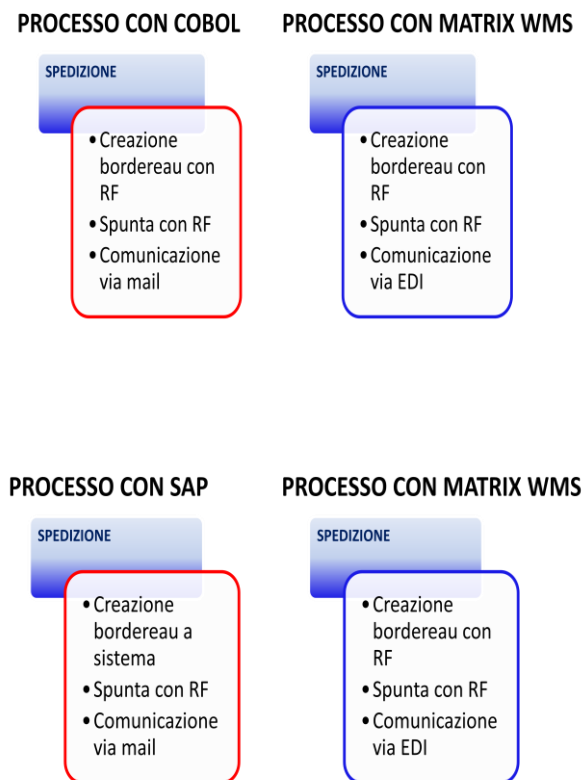 PROCESSO CON COBOL
PROCESSO CON MATRIX WMS
SPEDIZIONE
• Creazione
bordereau con
RF
• Spunta con RF
• Comunicazione
via mail
SPEDIZIONE
• Creazione
bordereau con
RF
• Spunta con RF
• Comunicazione
via EDI
PROCESSO CON SAP
PROCESSO CON MATRIX WMS
SPEDIZIONE
• Creazione
bordereau a
sistema
• Spunta con RF
• Comunicazione
via mail
SPEDIZIONE
• Creazione
bordereau con
RF
• Spunta con RF
• Comunicazione
via EDI